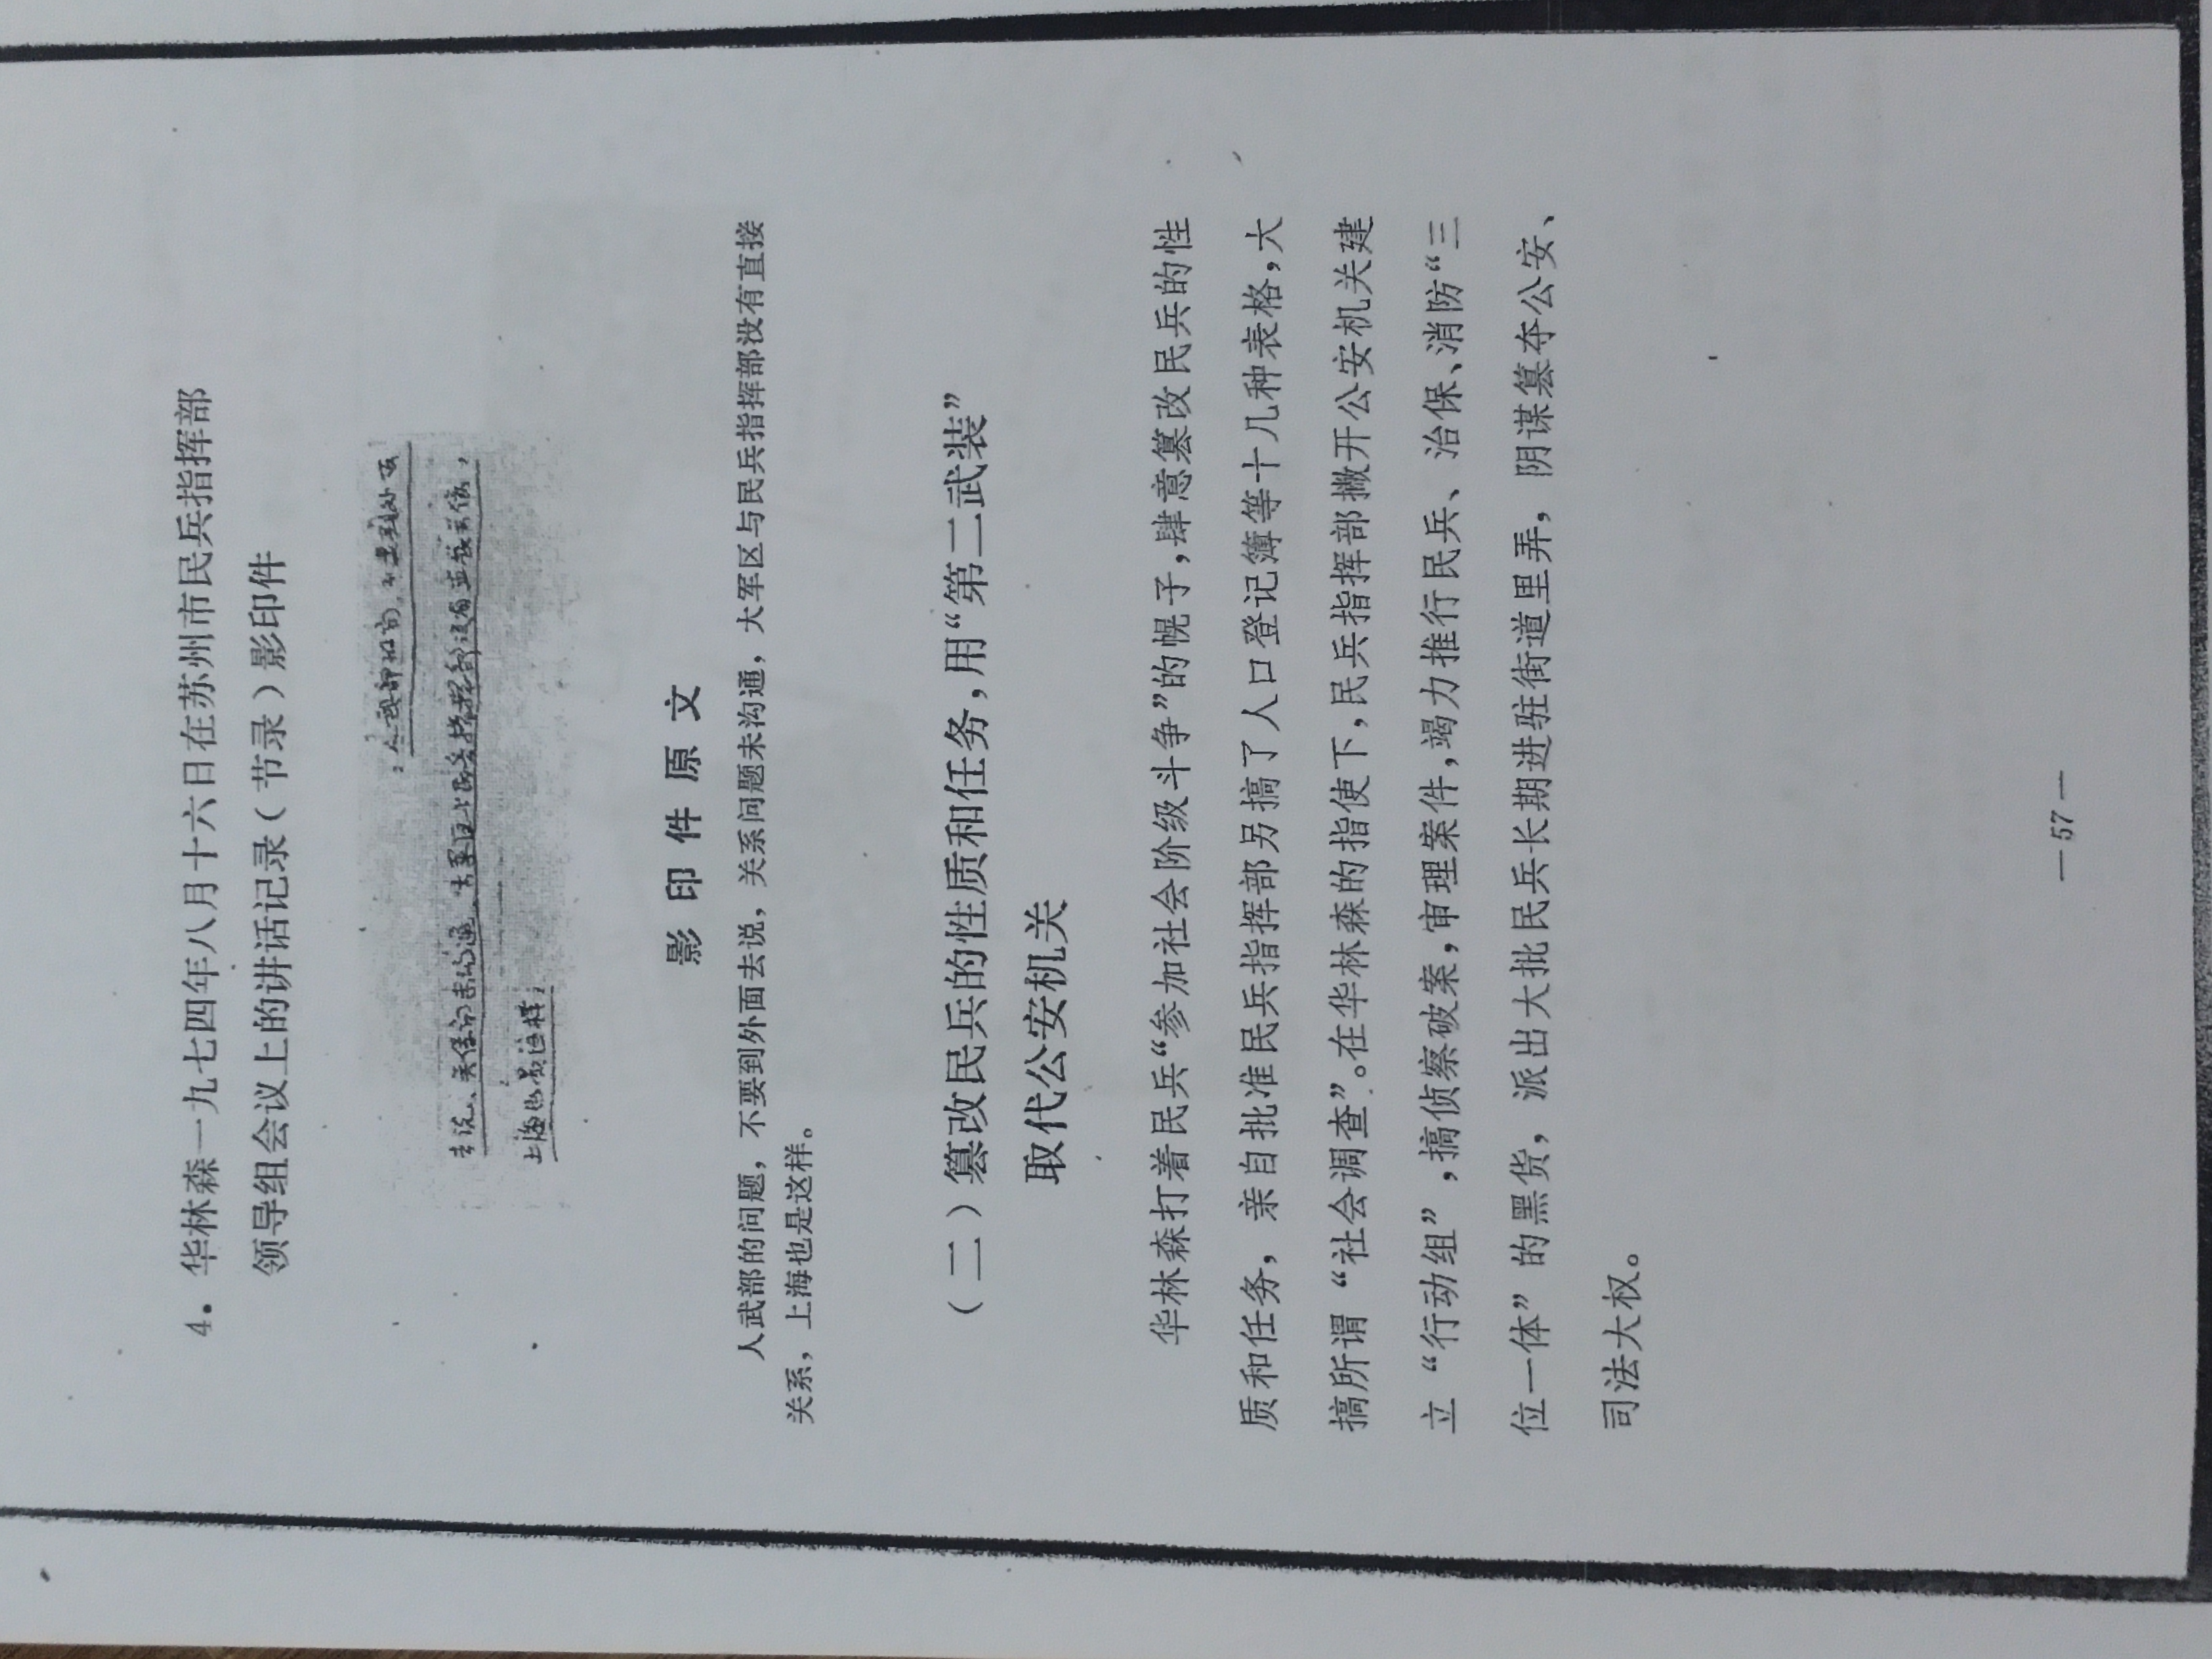 4. 华林森一九七四年八月十六日在苏州市民兵指挥部
领导组会议上的讲话记录（节录）影印件
人武部的问，不要到外面
去说，关系问未沟通，大军区与民兵指挥部没有直接关系，
上海也是这样；
影印件原文
人武部的问题，不要到外面去说，关系问题未沟通，大军区与民兵指挥部没有直接
关系，上海也是这样。
（二）篡改民兵的性质和任务，用“第二武装”
取代公安机关
华林森打着民兵“参加社会阶级斗争”的幌子，肆意篡改民兵的性
质和任务，亲自批准民兵指挥部另搞了人口登记簿等十几种表格，大
搞所谓“社会调查”。在华林森的指使下，民兵指挥部撇开公安机关建
立“行动组”，搞侦察破案，审理案件，竭力推行民兵、治保、消防“三
位一体”的黑货，派出大批民兵长期进驻街道里弄，阴谋篡夺公安、
司法大权。
— 57 —